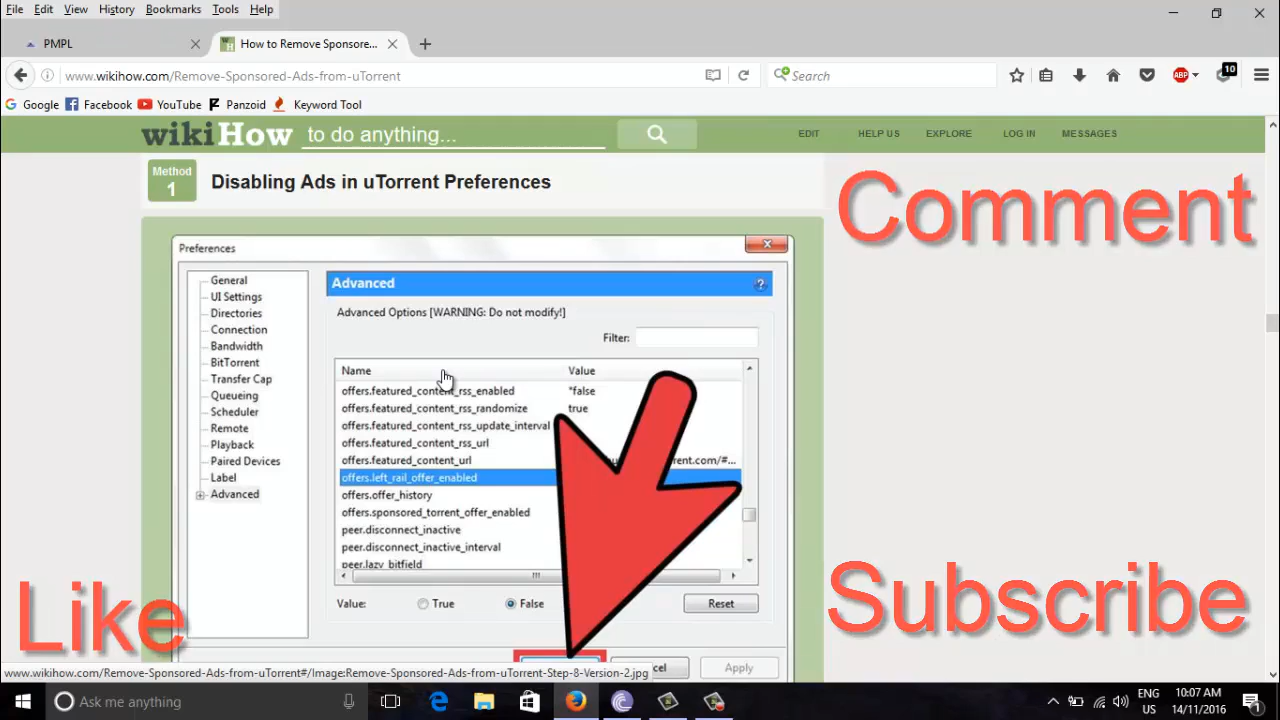 File Edit View History Bookmarks Tools Help
PMPL
How to Remove Sponsore...
www.wikihow.com/Remove-Sponsored-Ads-from-uTorrent
Search
ABP
10
Google Facebook YouTube Panzoid Keyword Tool
wikiHow to do anything...
EDIT HELP US EXPLORE LOG IN MESSAGES
Method
1
Disabling Ads in uTorrent Preferences
Comment
Preferences
General
UI Settings
Directories
Connection
Bandwidth
BitTorrent
Transfer Cap
Queueing
Scheduler
Remote
Playback
Paired Devices
Label
Advanced
Advanced
Advanced Options [WARNING: Do not modify!]
Filter:
Name Value
offers.featured_content_rss_enabled *false
offers.featured_content_rss_randomize true
offers.featured_content_rss_update_interval
offers.featured_content_rss_url
offers.featured_content_url rent.com/#...
offers.left_rail_offer_enabled
offers.offer_history
offers.sponsored_torrent_offer_enabled
peer.disconnect_inactive
peer.disconnect_inactive_interval
peer.lazy_bitfield
Value: True False Reset
Apply
Like
Subscribe
www.wikihow.com/Remove-Sponsored-Ads-from-uTorrent#/Image:Remove-Sponsored-Ads-from-uTorrent-Step-8-Version-2.jpg
Ask me anything
ENG
US
10:07 AM
14/11/2016
1